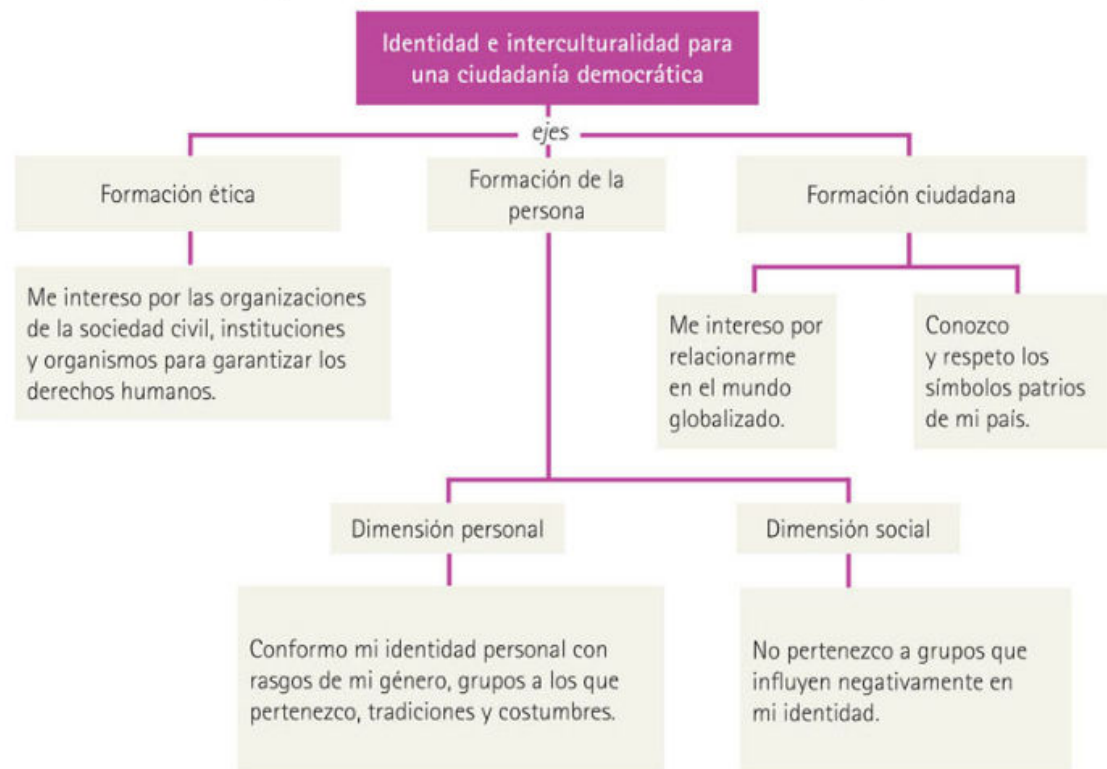 Identidad e interculturalidad para
una ciudadanía democrática
ejes
Formación ética
Formación de la
persona
Formación ciudadana
Me intereso por las organizaciones
de la sociedad civil, instituciones
y organismos para garantizar los
derechos humanos.
Me intereso por
relacionarme
en el mundo
globalizado.
Conozco
y respeto los
símbolos patrios
de mi país.
Dimensión personal
Dimensión social
Conformo mi identidad personal con
rasgos de mi género, grupos a los que
pertenezco, tradiciones y costumbres.
No pertenezco a grupos que
influyen negativamente en
mi identidad.